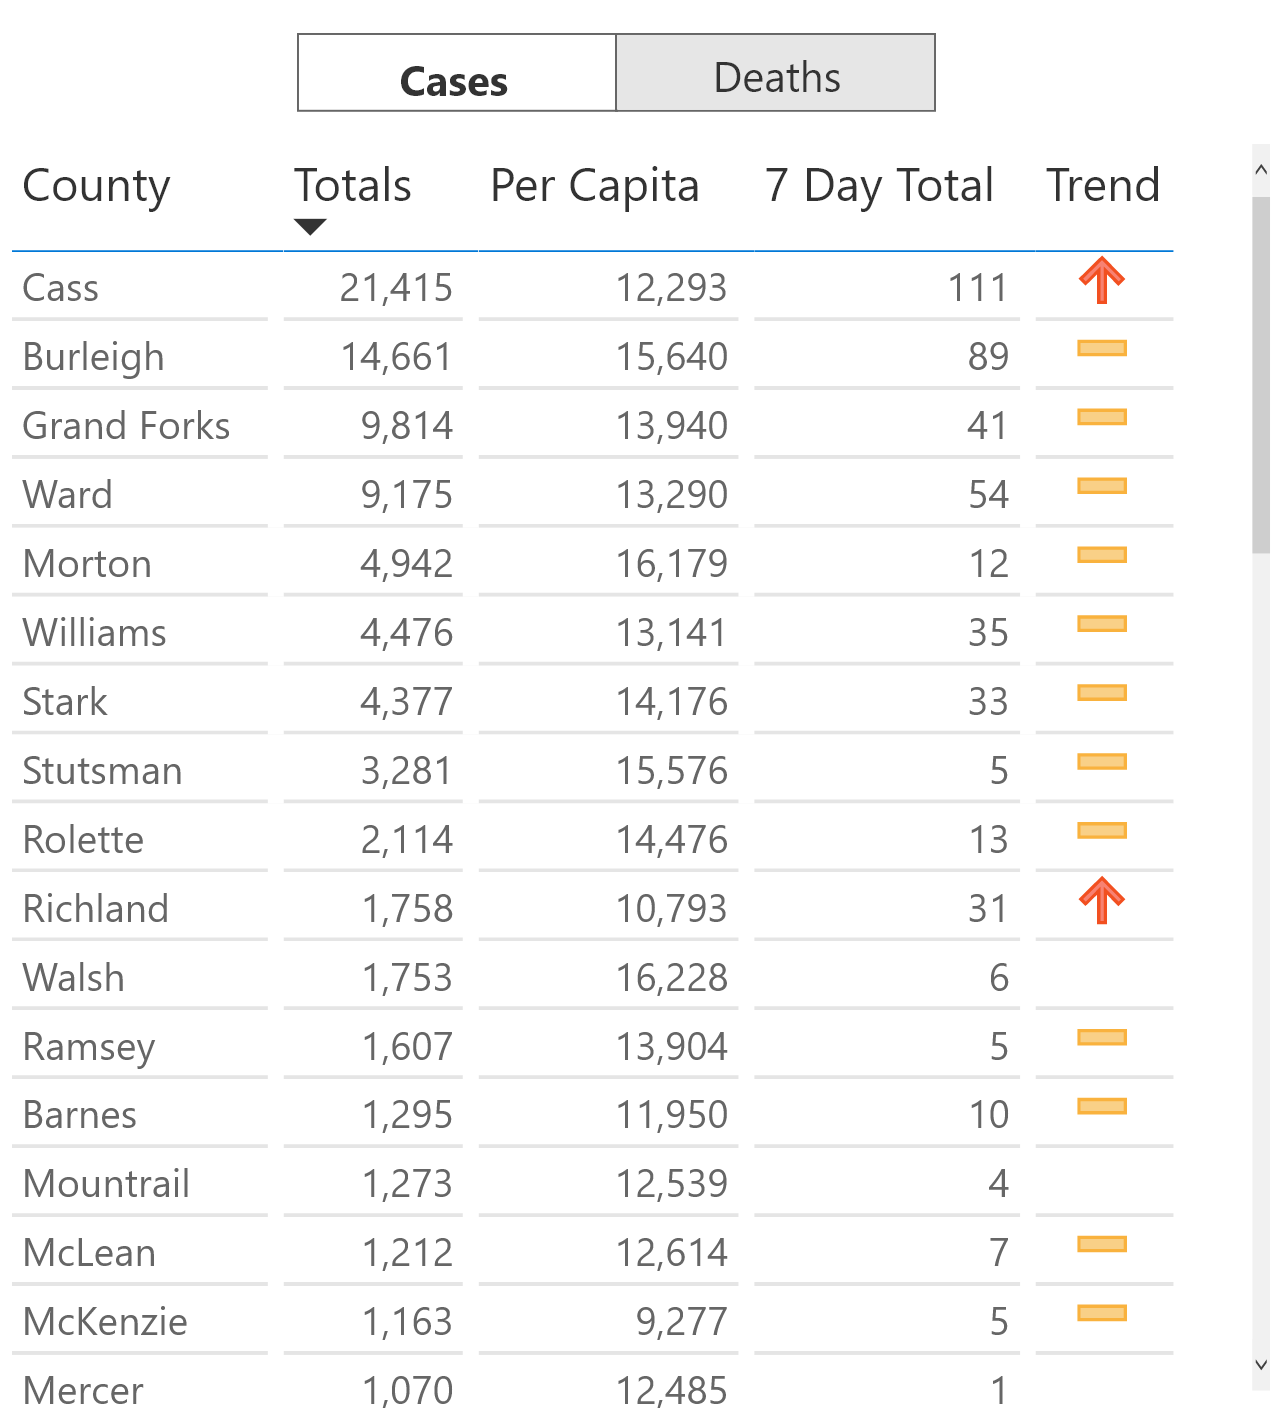 Cases Deaths
County Totals Per Capita 7 Day Total Trend
Cass 21,415 12,293 111
Burleigh 14,661 15,640 89
Grand Forks 9,814 13,940 41
Ward 9,175 13,290 54
Morton 4,942 16,179 12
Williams 4,476 13,141 35
Stark 4,377 14,176 33
Stutsman 3,281 15,576 5
Rolette 2,114 14,476 13
Richland 1,758 10,793 31
Walsh 1,753 16,228 6
Ramsey 1,607 13,904 5
Barnes 1,295 11,950 10
Mountrail 1,273 12,539 4
McLean 1,212 12,614 7
McKenzie 1,163 9,277 5
Mercer 1,070 12,485 1